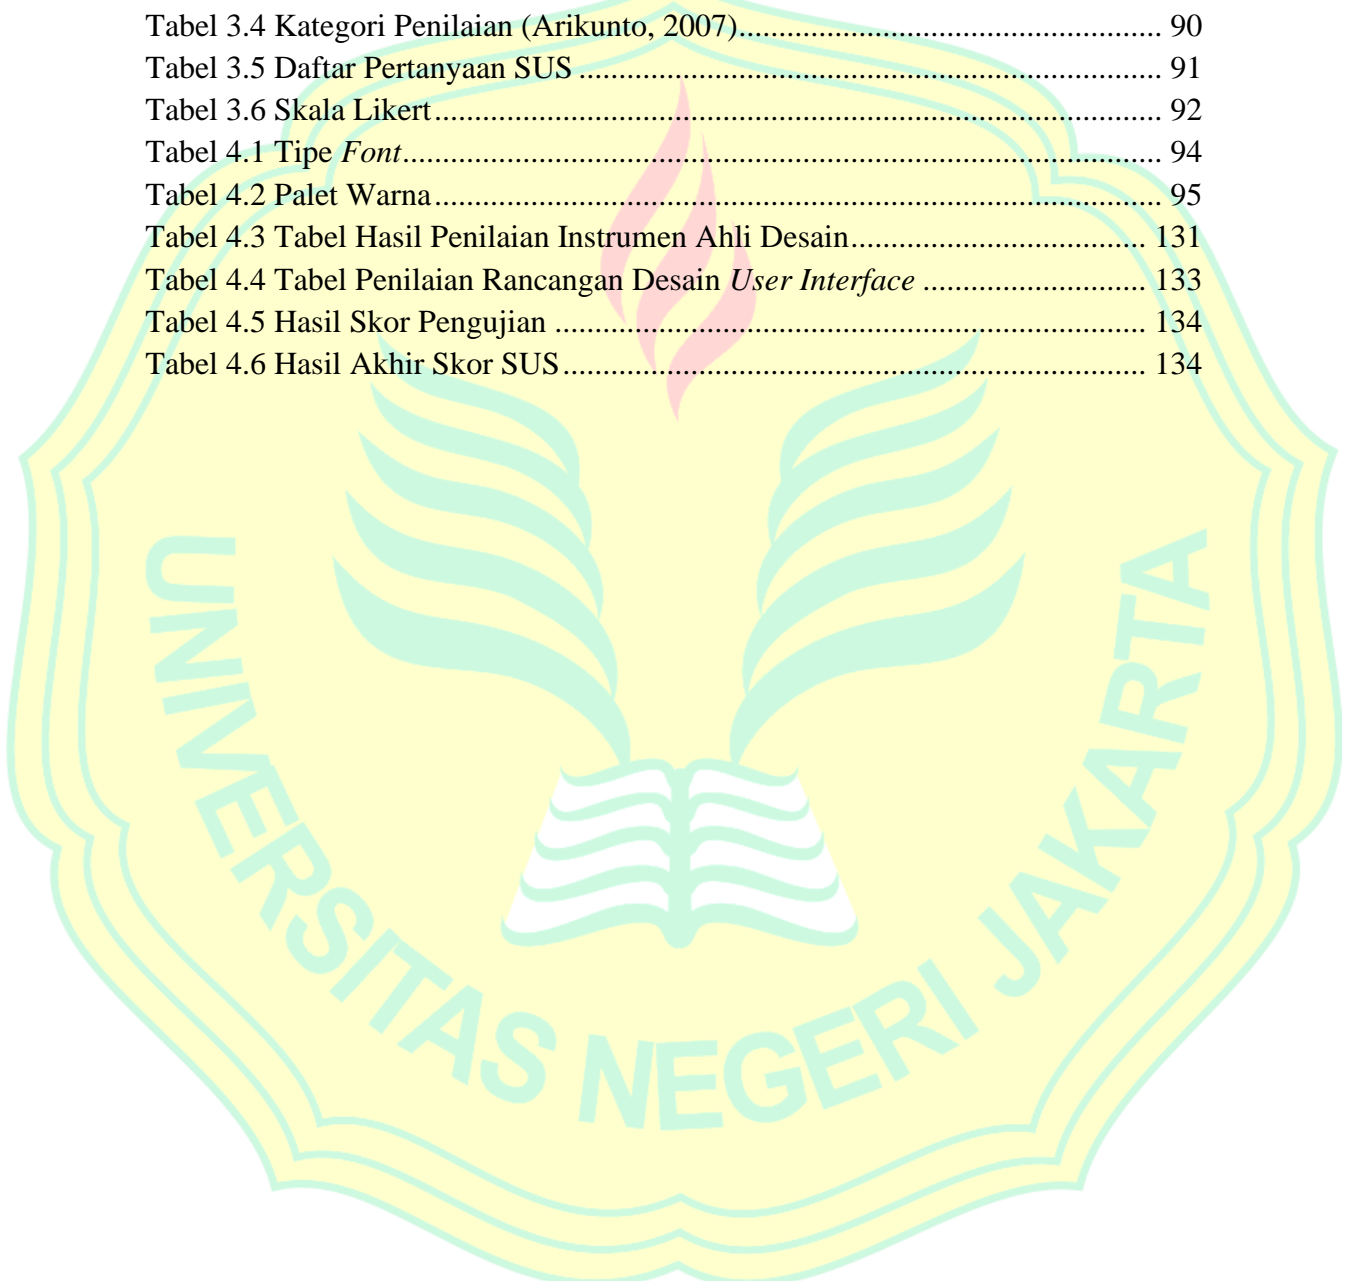 Tabel 3.4 Kategori Penilaian (Arikunto, 2007)..................................................... 90
Tabel 3.5 Daftar Pertanyaan SUS ......................................................................... 91
Tabel 3.6 Skala Likert........................................................................................... 92
Tabel 4.1 Tipe Font............................................................................................... 94
Tabel 4.2 Palet Warna........................................................................................... 95
Tabel 4.3 Tabel Hasil Penilaian Instrumen Ahli Desain..................................... 131
Tabel 4.4 Tabel Penilaian Rancangan Desain User Interface ............................ 133
Tabel 4.5 Hasil Skor Pengujian .......................................................................... 134
Tabel 4.6 Hasil Akhir Skor SUS......................................................................... 134
UNIVERSITAS NEGERI JAKARTA